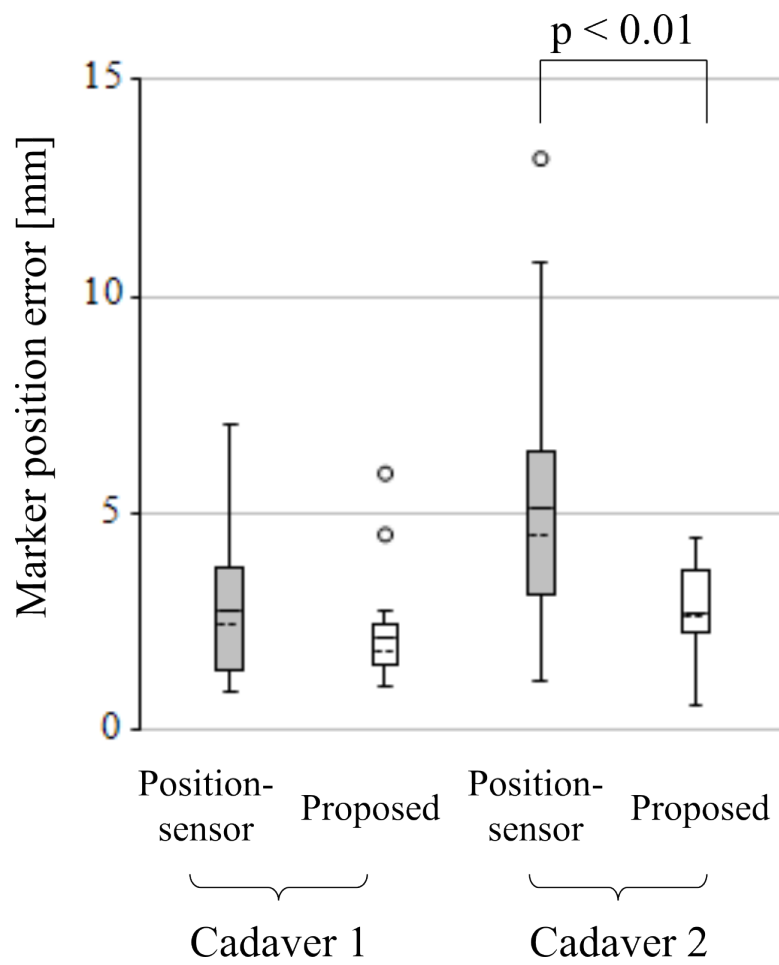 p < 0.01
15
10
5
0
Marker position error [mm]
Position-
sensor
Proposed
Position-
sensor
Proposed
Cadaver 1
Cadaver 2